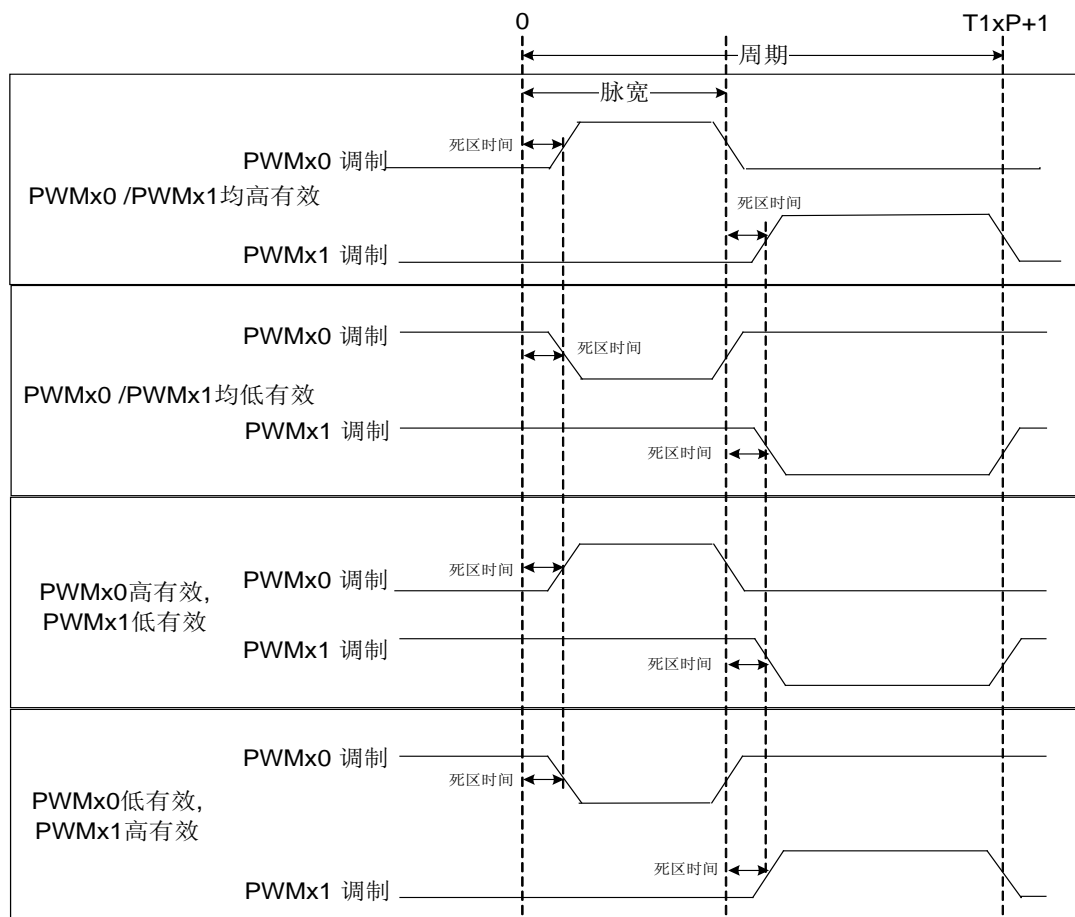 0
T1xP+1
周期
脉宽
死区时间
PWMx0 调制
PWMx0 /PWMx1均高有效
死区时间
PWMx1 调制
PWMx0 调制
死区时间
PWMx0 /PWMx1均低有效
PWMx1 调制
死区时间
死区时间
PWMx0 调制
PWMx0高有效,
PWMx1低有效
PWMx1 调制
死区时间
PWMx0 调制
死区时间
PWMx0低有效,
PWMx1高有效
死区时间
PWMx1 调制